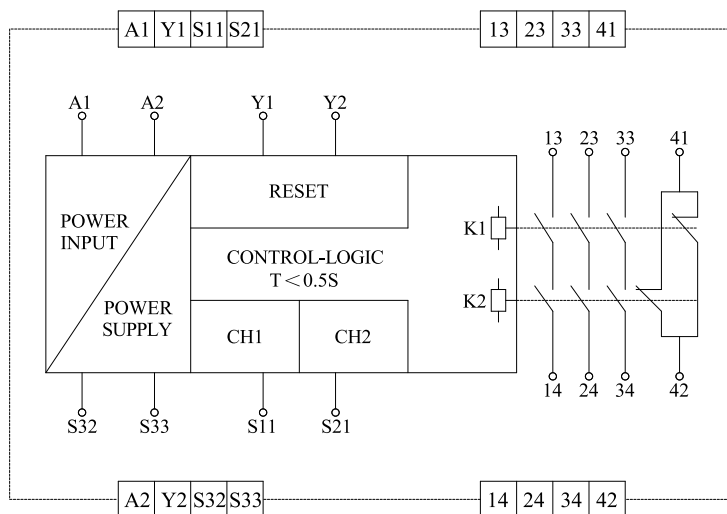 A1 Y1 S11 S21
13 23 33 41
A1 A2 Y1 Y2
13 23 33 41
RESET
POWER
INPUT
K1
CONTROL-LOGIC
T＜0.5S
POWER
SUPPLY
K2
CH1 CH2
14 24 34 42
S32 S33 S11 S21
A2 Y2 S32 S33
14 24 34 42